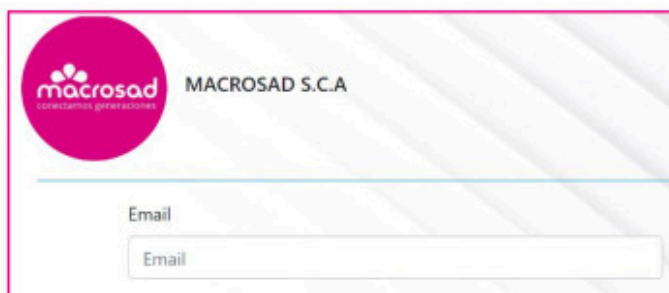 macrosad
conectamos generaciones
MACROSAD S.C.A
Email
Email